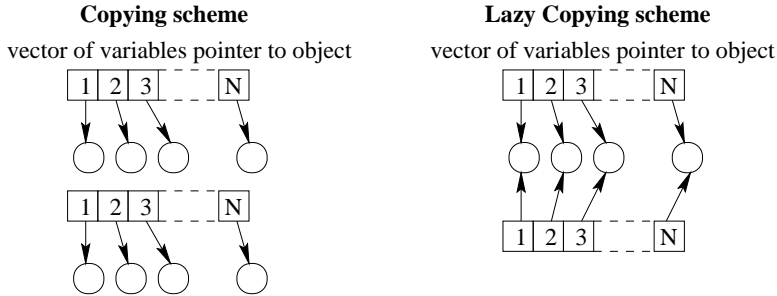 Copying scheme
vector of variables pointer to object
1 2 3 N
1 2 3 N
Lazy Copying scheme
vector of variables pointer to object
1 2 3 N
1 2 3 N